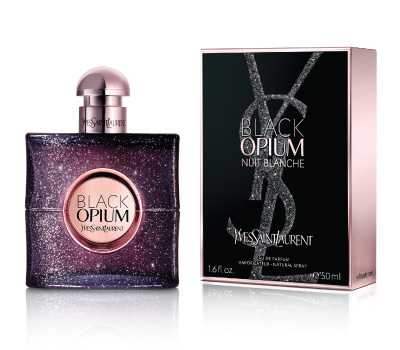 YVESSAINTLAURENT
BLACK
OPIUM
YVESSAINTLAURENT
BLACK
OPIUM
NUIT BLANCHE
YVESSAINTLAURENT
EAU DE PARFUM
VAPORISATEUR - NATURAL SPRAY
1.6 fl. oz. 50 ml